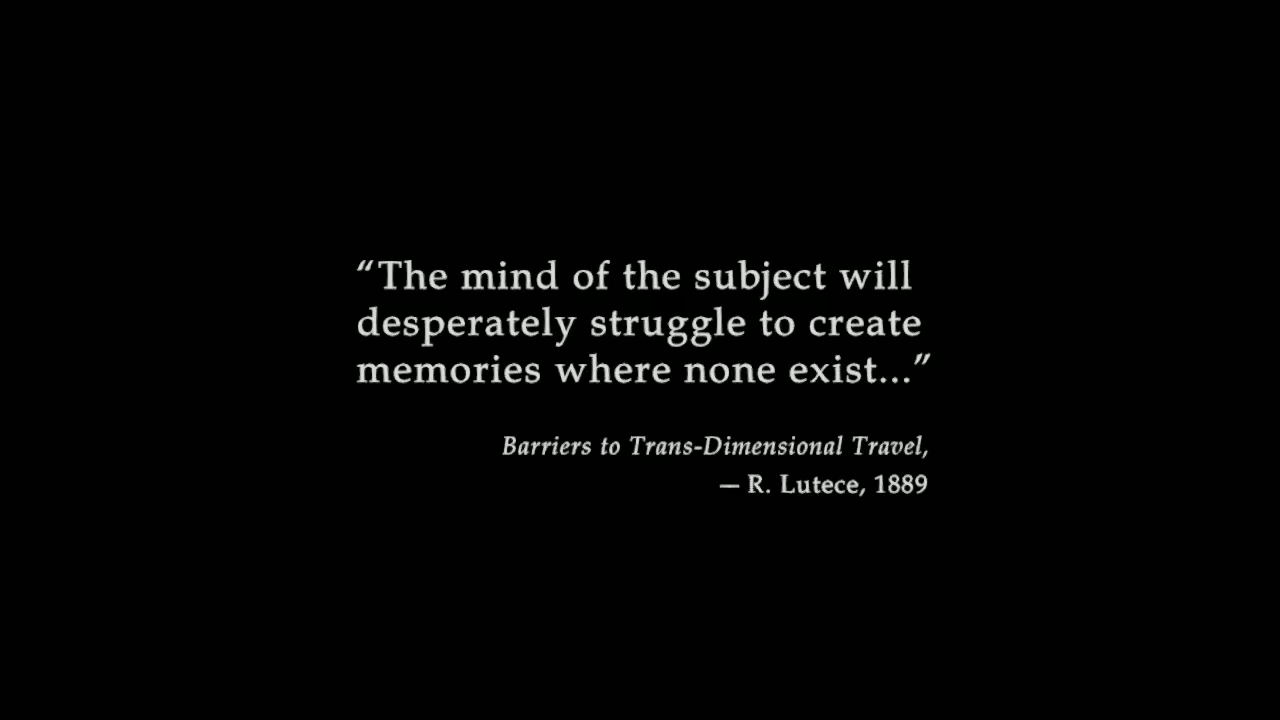 “The mind of the subject will
desperately struggle to create
memories where none exist...”
Barriers to Trans-Dimensional Travel,
— R. Lutece, 1889